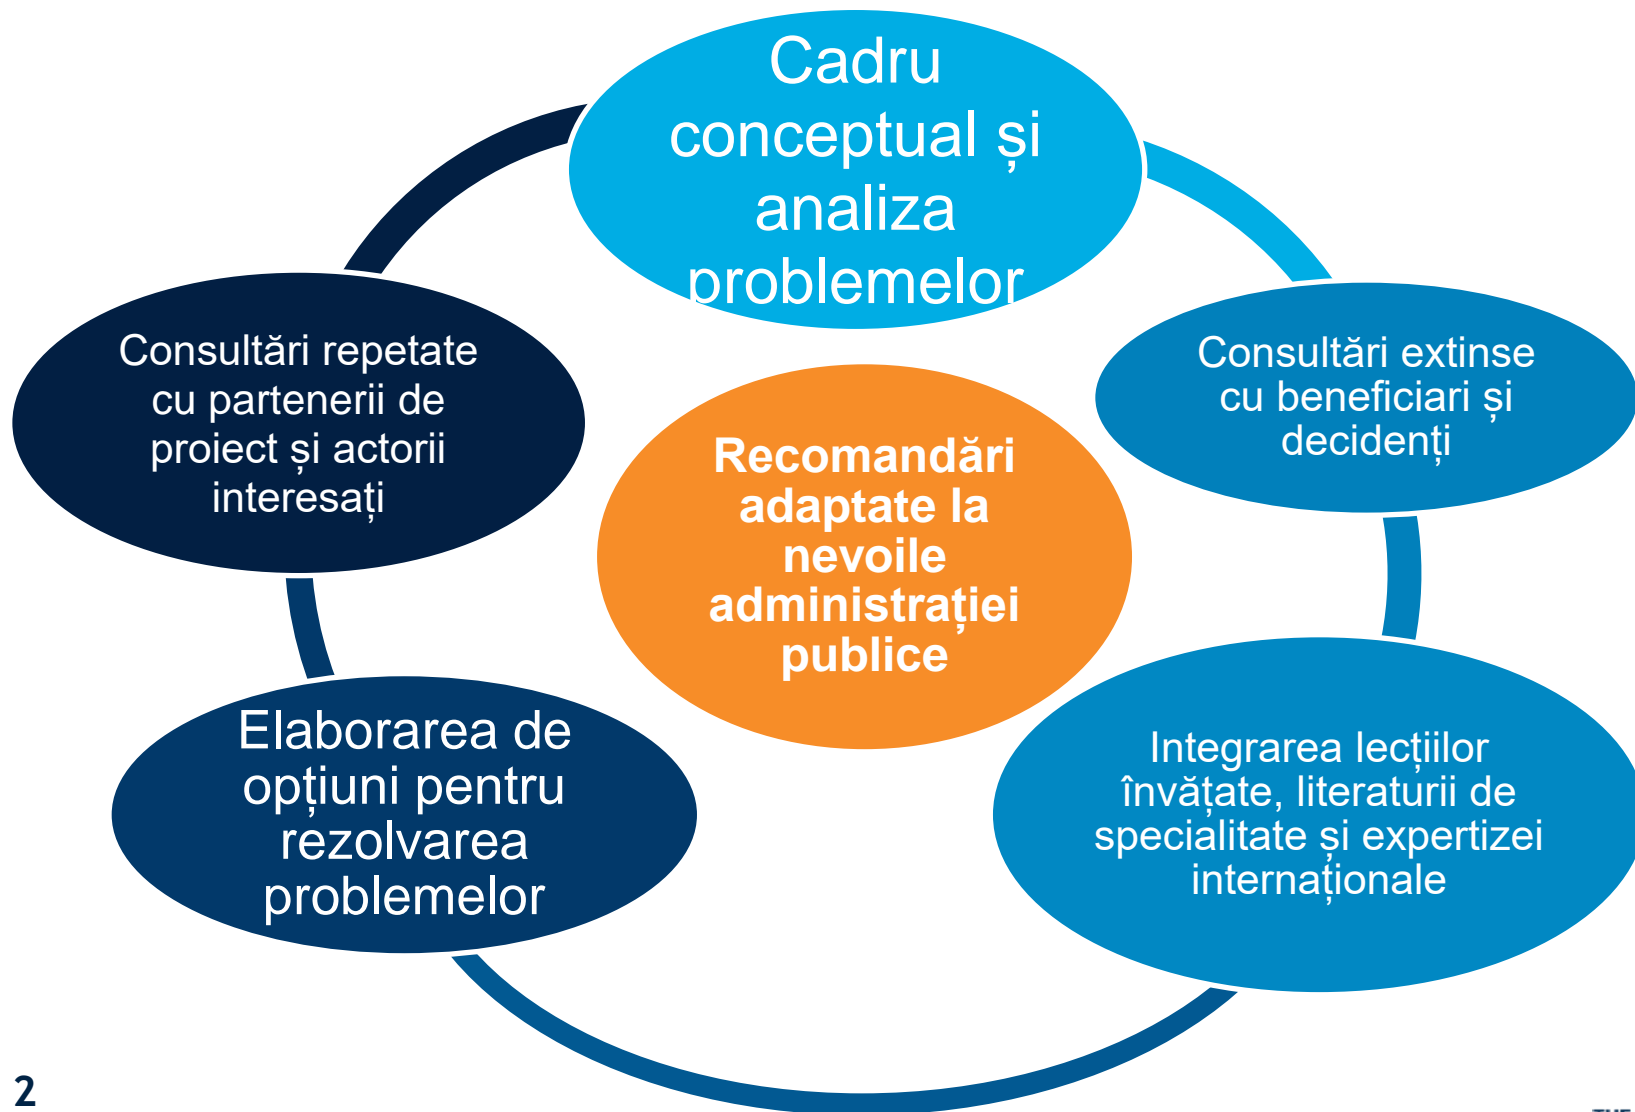 Cadru
conceptual și
analiza
problemelor
Consultări extinse
cu beneficiari și
decidenți
Integrarea lecțiilor
învățate, literaturii de
specialitate și expertizei
internaționale
Elaborarea de
opțiuni pentru
rezolvarea
problemelor
Consultări repetate
cu partenerii de
proiect și actorii
interesați
Recomandări
adaptate la
nevoile
administrației
publice
2